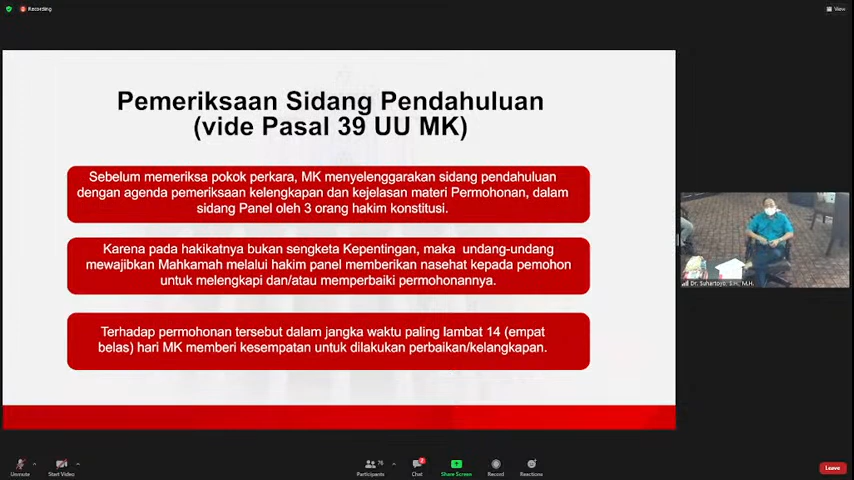 Recording
View
Pemeriksaan Sidang Pendahuluan
(vide Pasal 39 UU MK)
Sebelum memeriksa pokok perkara, MK menyelenggarakan sidang pendahuluan
dengan agenda pemeriksaan kelengkapan dan kejelasan materi Permohonan, dalam
sidang Panel oleh 3 orang hakim konstitusi.
Karena pada hakikatnya bukan sengketa Kepentingan, maka undang-undang
mewajibkan Mahkamah melalui hakim panel memberikan nasehat kepada pemohon
untuk melengkapi dan/atau memperbaiki permohonannya.
Terhadap permohonan tersebut dalam jangka waktu paling lambat 14 (empat
belas) hari MK memberi kesempatan untuk dilakukan perbaikan/kelangkapan.
Dr. Suhartoyo, S.H., M.H.
Unmute
Start Video
Participants
76
Chat
2
Share Screen
Record
Reactions
Leave